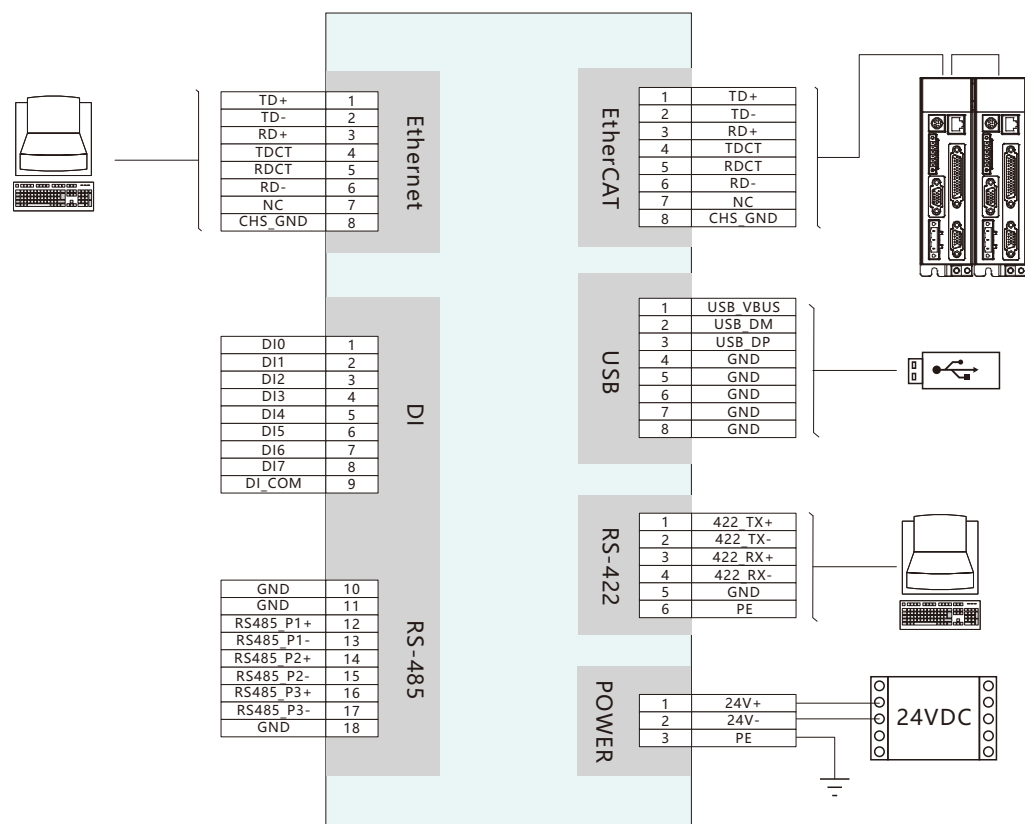 Ethernet
TD+ 1
TD- 2
RD+ 3
TDCT 4
RDCT 5
RD- 6
NC 7
CHS_GND 8
DI
DI0 1
DI1 2
DI2 3
DI3 4
DI4 5
DI5 6
DI6 7
DI7 8
DI_COM 9
RS-485
GND 10
GND 11
RS485_P1+ 12
RS485_P1- 13
RS485_P2+ 14
RS485_P2- 15
RS485_P3+ 16
RS485_P3- 17
GND 18
EtherCAT
1 TD+
2 TD-
3 RD+
4 TDCT
5 RDCT
6 RD-
7 NC
8 CHS_GND
USB
1 USB_VBUS
2 USB_DM
3 USB_DP
4 GND
5 GND
6 GND
7 GND
8 GND
RS-422
1 422_TX+
2 422_TX-
3 422_RX+
4 422_RX-
5 GND
6 PE
POWER
1 24V+
2 24V-
3 PE
24VDC